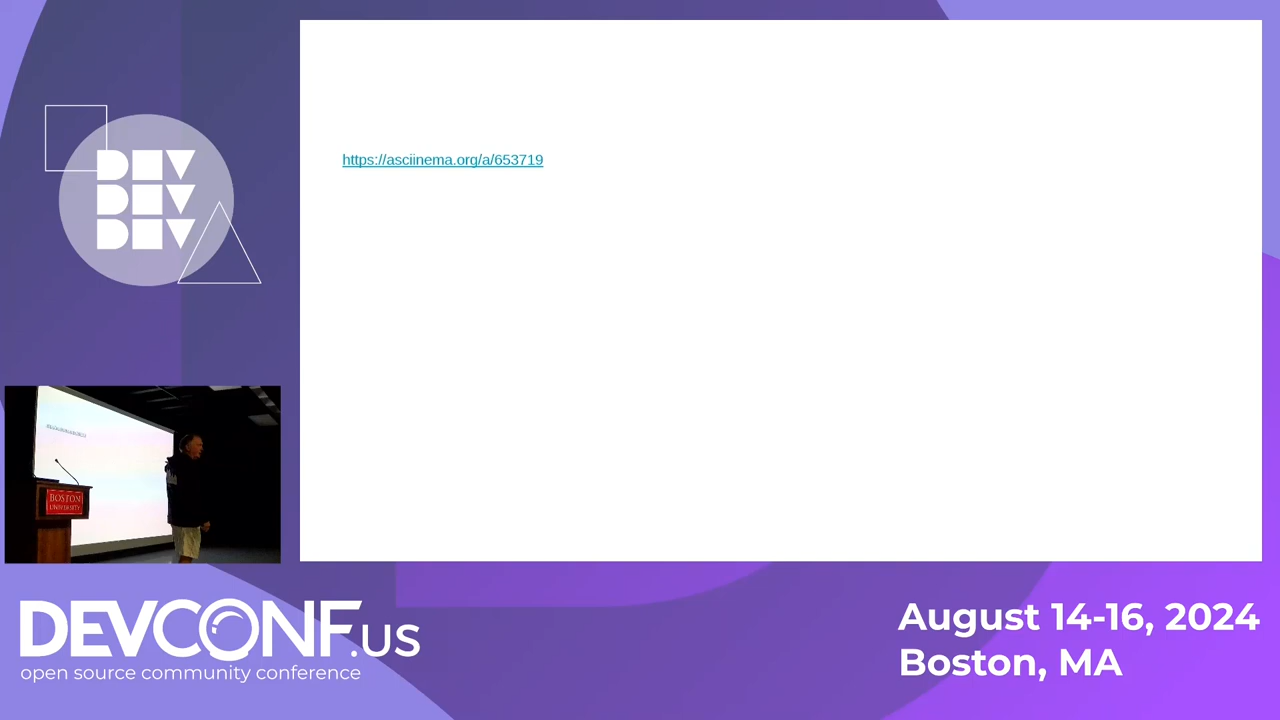 https://asciinema.org/a/653719
DEV
DEV
DEV
BOSTON
UNIVERSITY
DEVCONF.US
open source community conference
August 14-16, 2024
Boston, MA